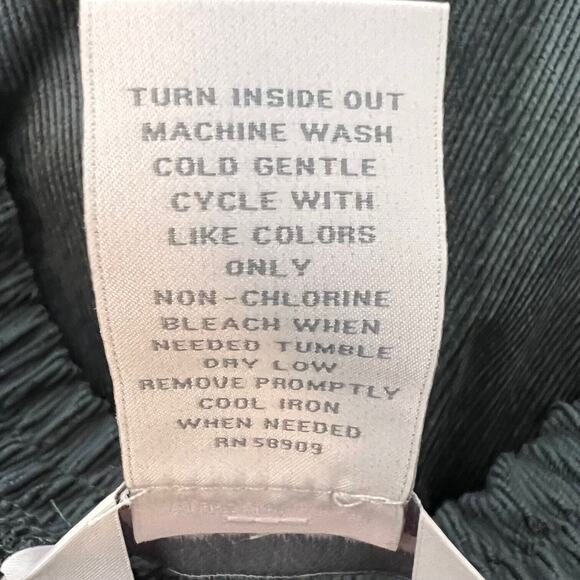 TURN INSIDE OUT
MACHINE WASH
COLD GENTLE
CYCLE WITH
LIKE COLORS
ONLY
NON-CHLORINE
BLEACH WHEN
NEEDED TUMBLE
DRY LOW
REMOVE PROMPTLY
COOL IRON
WHEN NEEDED
RN 58909